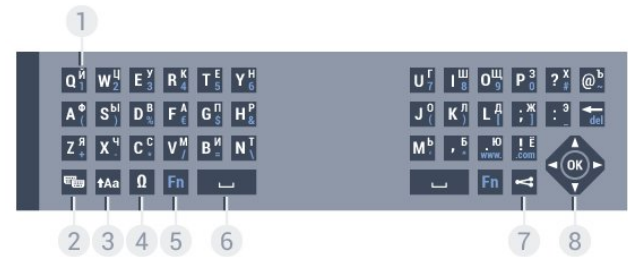 1
Q Й 1 W Ц 2 E У 3 R К 4 T Е 5 Y Н 6 U Г 7 I Ш 8 O Щ 9 P З 0 ? Х # @ Ъ ~
A Ф ( S Ы ) D В % F А € G П $ H Р & J О ( K Л ) L Д [ ; Ж ] : Э _ del
Z Я + X Ч - C С * V М / B И = N Т \ M Ь ' , Б " . Ю www. ! Ё .com OK
Aa Ω Fn Fn
2 3 4 5 6 7 8